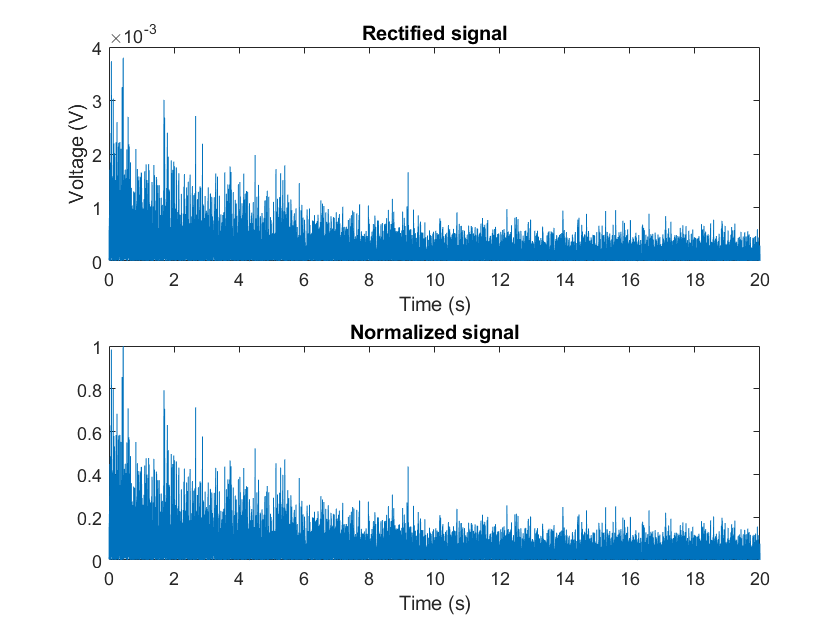 Rectified signal
×10-3
4
3
2
1
0
Voltage (V)
0 2 4 6 8 10 12 14 16 18 20
Time (s)
Normalized signal
1
0.8
0.6
0.4
0.2
0
0 2 4 6 8 10 12 14 16 18 20
Time (s)